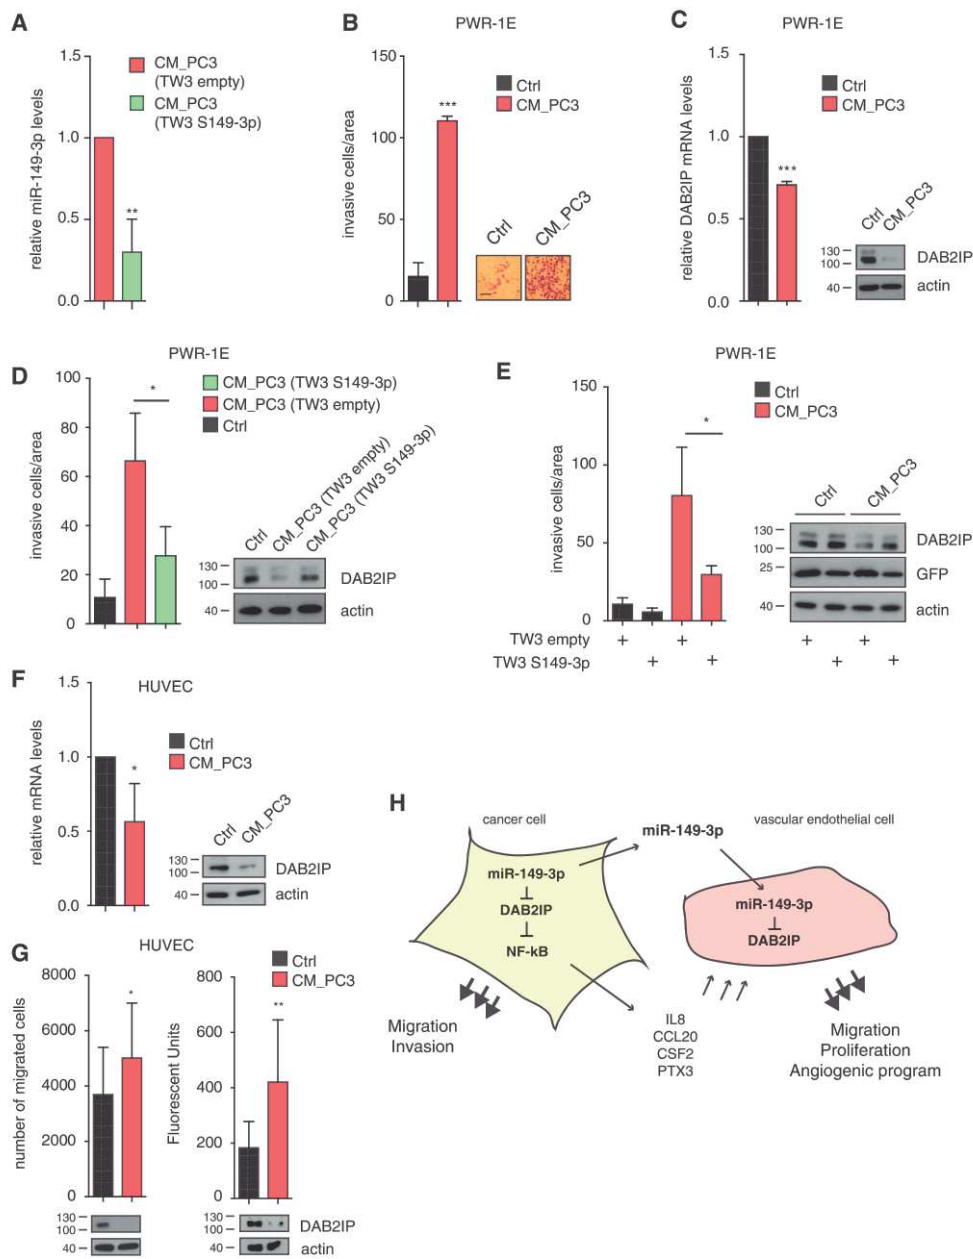 A
1.5
1.0
0.5
0.0
relative miR-149-3p levels
CM_PC3
(TW3 empty)
CM_PC3
(TW3 S149-3p)
**
B
PWR-1E
150
100
50
0
invasive cells/area
Ctrl
CM_PC3
***
Ctrl
CM_PC3
C
PWR-1E
1.5
1.0
0.5
0.0
relative DAB2IP mRNA levels
Ctrl
CM_PC3
***
Ctrl
CM_PC3
130
100
DAB2IP
40
actin
D
PWR-1E
100
80
60
40
20
0
invasive cells/area
*
CM_PC3 (TW3 S149-3p)
CM_PC3 (TW3 empty)
Ctrl
Ctrl
CM_PC3 (TW3 empty)
CM_PC3 (TW3 S149-3p)
130
100
DAB2IP
40
actin
E
PWR-1E
150
100
50
0
invasive cells/area
Ctrl
CM_PC3
*
TW3 empty + +
TW3 S149-3p + +
Ctrl
CM_PC3
130
100
DAB2IP
25
GFP
40
actin
+ +
+ +
F
HUVEC
1.5
1.0
0.5
0.0
relative mRNA levels
Ctrl
CM_PC3
*
Ctrl
CM_PC3
130
100
DAB2IP
40
actin
G
HUVEC
8000
6000
4000
2000
0
number of migrated cells
*
130
100
40
Ctrl
CM_PC3
800
600
400
200
0
Fluorescent Units
**
130
100
DAB2IP
40
actin
H
cancer cell
miR-149-3p
DAB2IP
NF-kB
Migration
Invasion
miR-149-3p
vascular endothelial cell
miR-149-3p
DAB2IP
IL8
CCL20
CSF2
PTX3
Migration
Proliferation
Angiogenic program